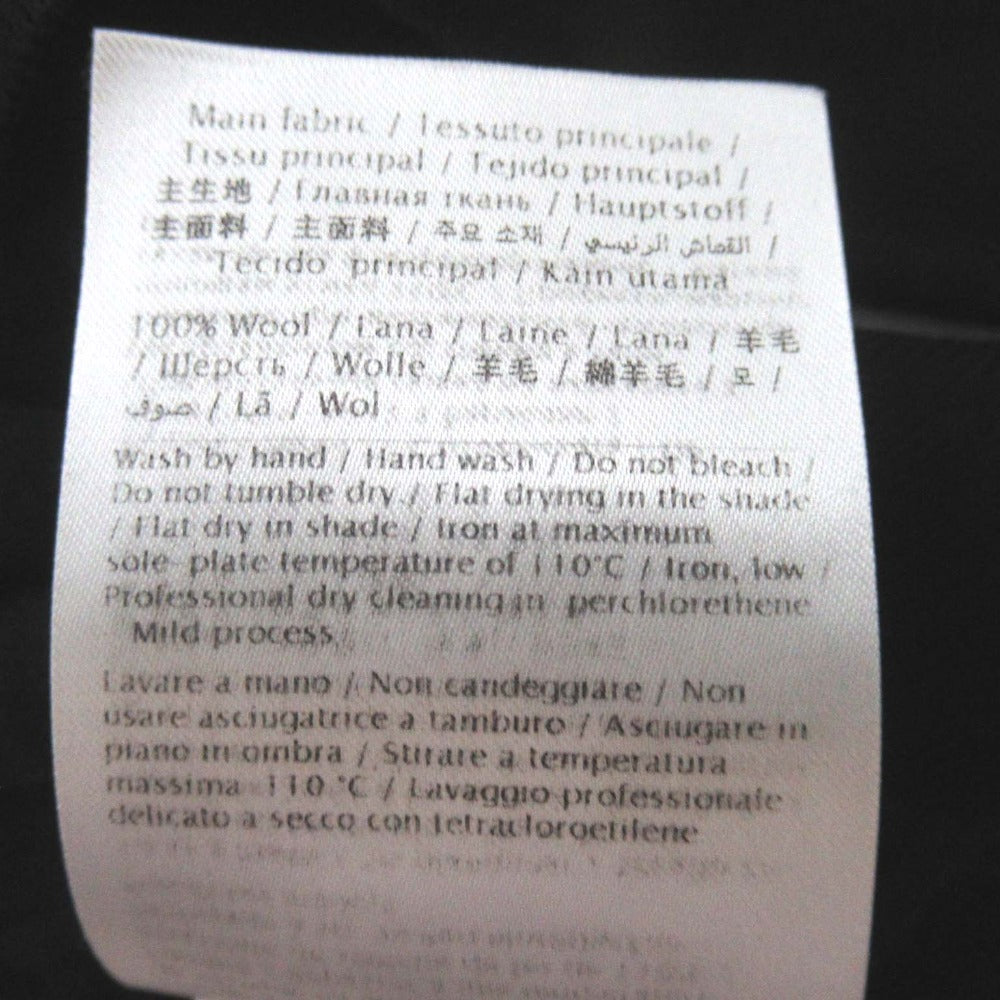 Main fabric / Tessuto principale /
Tissu principal / Tejido principal /
主生地 / Главная ткань / Hauptstoff /
主面料 / 主面料 / 주요 소재 / القماش الرئيسي /
Tecido principal / Kain utama
100% Wool / Lana / Laine / Lana / 羊毛
/ Шерсть / Wolle / 羊毛 / 綿羊毛 / 모 /
صوف / Lã / Wol
Wash by hand / Hand wash / Do not bleach /
Do not tumble dry / Flat drying in the shade
/ Flat dry in shade / Iron at maximum
sole-plate temperature of 110°C / Iron, low /
Professional dry cleaning in perchlorethene
Mild process
Lavare a mano / Non candeggiare / Non
usare asciugatrice a tamburo / Asciugare in
piano in ombra / Stirare a temperatura
massima 110 °C / Lavaggio professionale
delicato a secco con tetracloroetilene